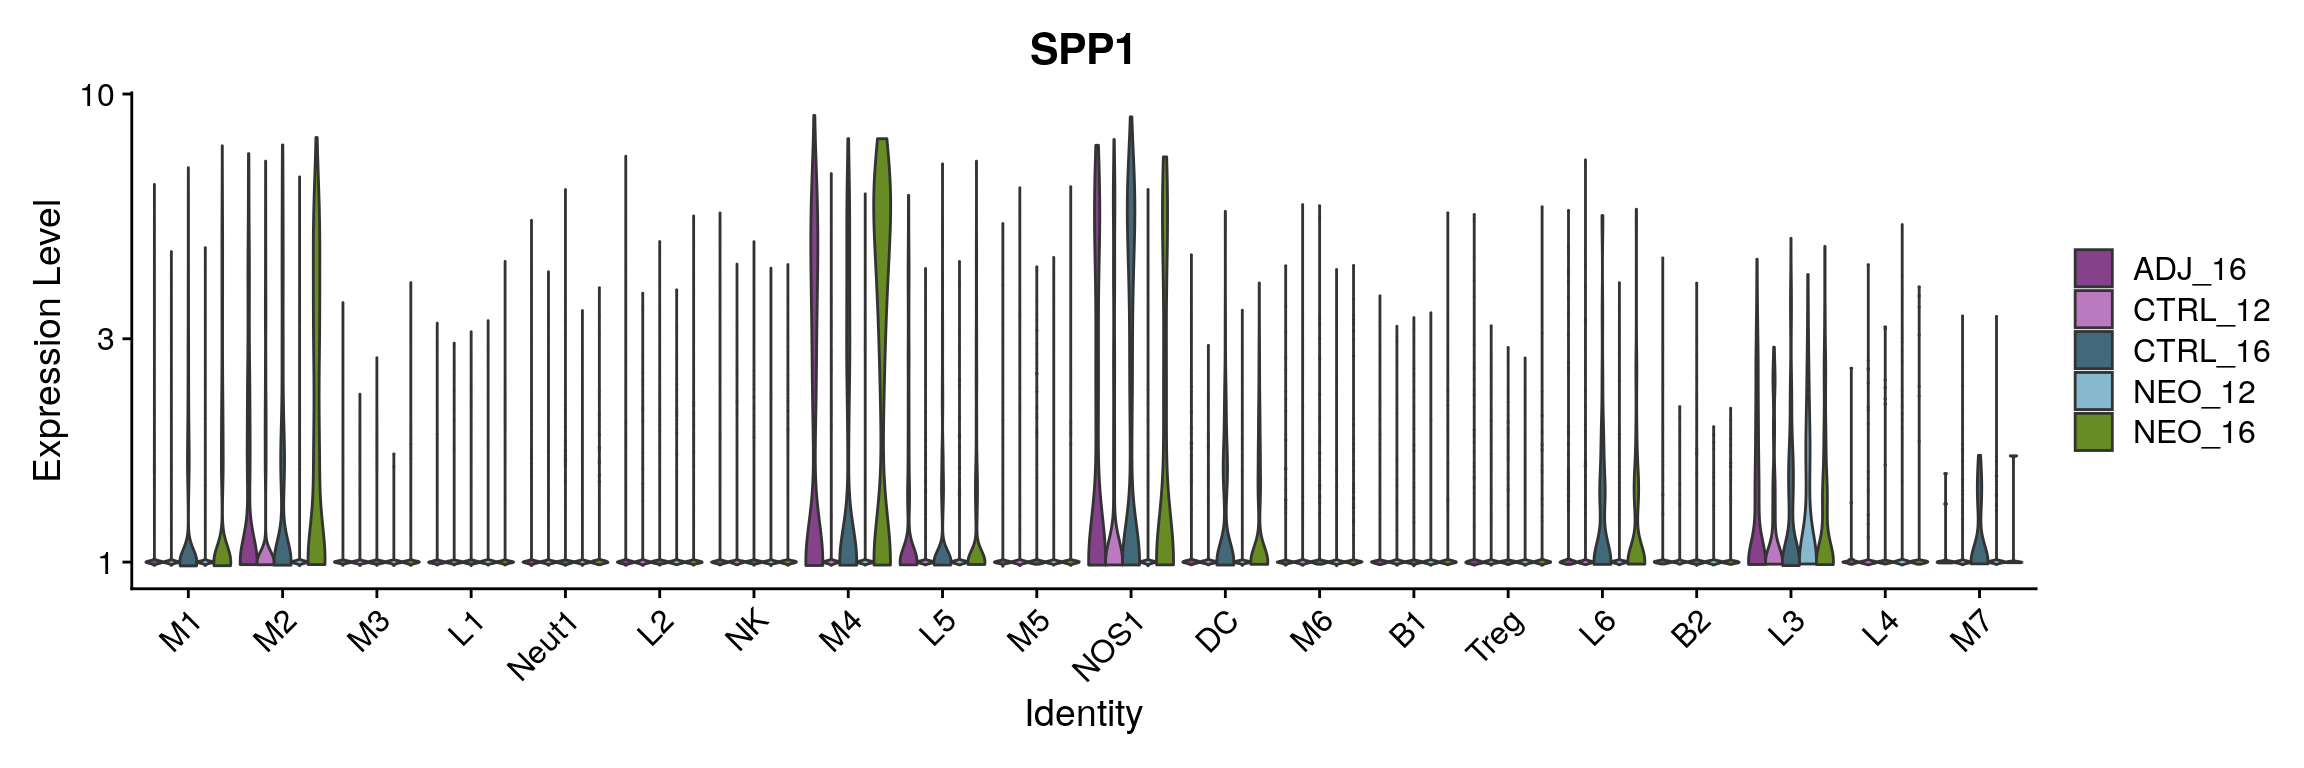 SPP1
Expression Level
10
3
1
M1 M2 M3 L1 Neut1 L2 NK M4 L5 M5 NOS1 DC M6 B1 Treg L6 B2 L3 L4 M7
Identity
ADJ_16
CTRL_12
CTRL_16
NEO_12
NEO_16